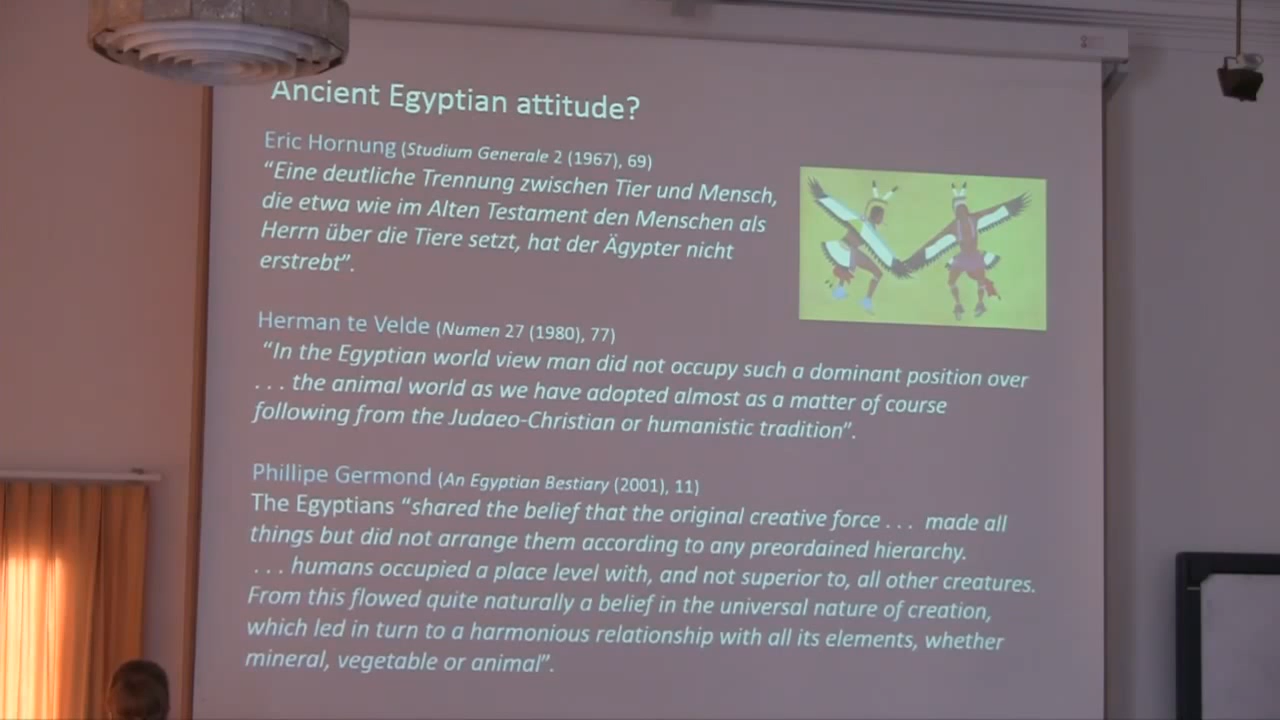 Ancient Egyptian attitude?
Eric Hornung (Studium Generale 2 (1967), 69)
“Eine deutliche Trennung zwischen Tier und Mensch,
die etwa wie im Alten Testament den Menschen als
Herrn über die Tiere setzt, hat der Ägypter nicht
erstrebt”.
Herman te Velde (Numen 27 (1980), 77)
“In the Egyptian world view man did not occupy such a dominant position over
. . . the animal world as we have adopted almost as a matter of course
following from the Judaeo-Christian or humanistic tradition”.
Phillipe Germond (An Egyptian Bestiary (2001), 11)
The Egyptians “shared the belief that the original creative force . . . made all
things but did not arrange them according to any preordained hierarchy.
. . . humans occupied a place level with, and not superior to, all other creatures.
From this flowed quite naturally a belief in the universal nature of creation,
which led in turn to a harmonious relationship with all its elements, whether
mineral, vegetable or animal”.